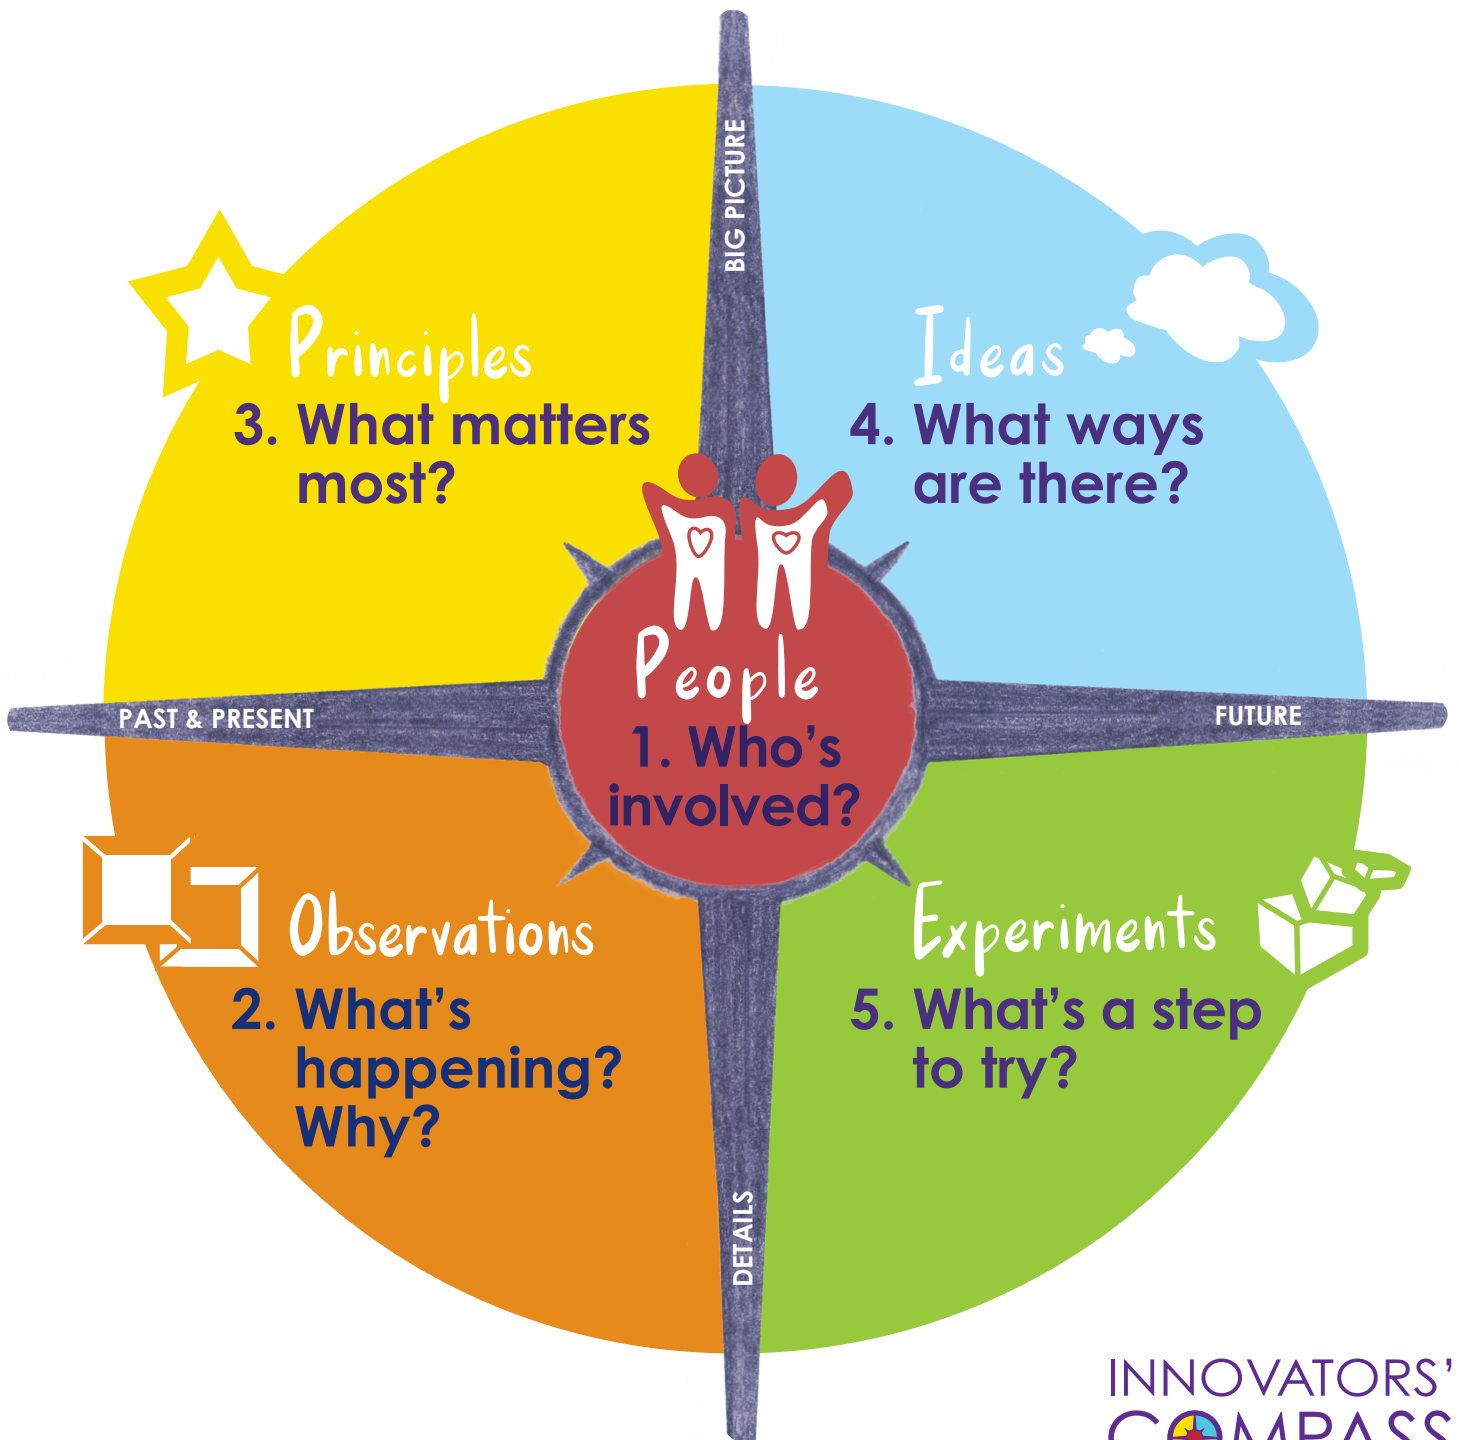 BIG PICTURE
Principles
3. What matters
most?
Ideas
4. What ways
are there?
People
1. Who's
involved?
PAST & PRESENT
FUTURE
Observations
2. What's
happening?
Why?
Experiments
5. What's a step
to try?
DETAILS
INNOVATORS'
COMPASS